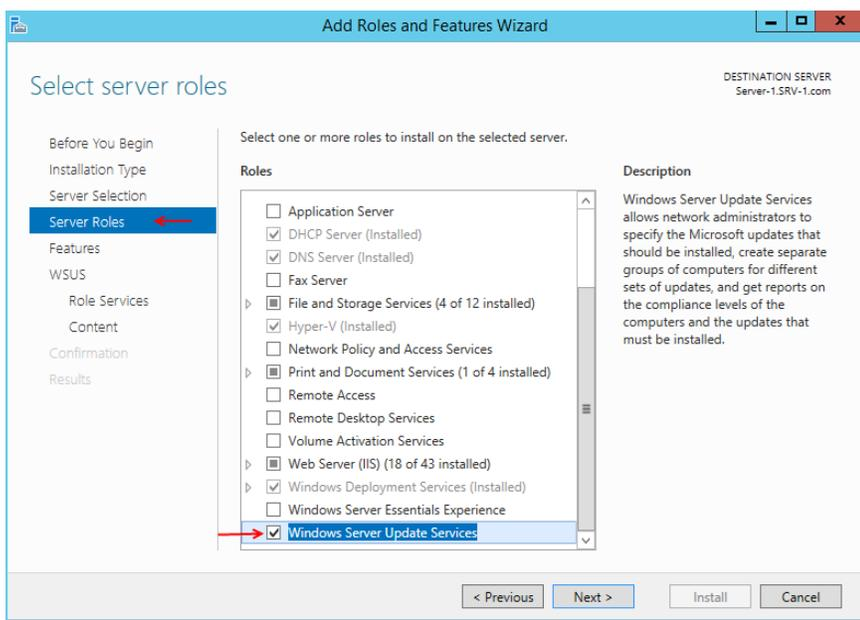 Add Roles and Features Wizard
Select server roles
DESTINATION SERVER
Server-1.SRV-1.com
Before You Begin
Installation Type
Server Selection
Server Roles
Features
WSUS
Role Services
Content
Confirmation
Results
Select one or more roles to install on the selected server.
Roles
Application Server
DHCP Server (Installed)
DNS Server (Installed)
Fax Server
File and Storage Services (4 of 12 installed)
Hyper-V (Installed)
Network Policy and Access Services
Print and Document Services (1 of 4 installed)
Remote Access
Remote Desktop Services
Volume Activation Services
Web Server (IIS) (18 of 43 installed)
Windows Deployment Services (Installed)
Windows Server Essentials Experience
Windows Server Update Services
Description
Windows Server Update Services
allows network administrators to
specify the Microsoft updates that
should be installed, create separate
groups of computers for different
sets of updates, and get reports on
the compliance levels of the
computers and the updates that
must be installed.
< Previous
Next >
Install
Cancel